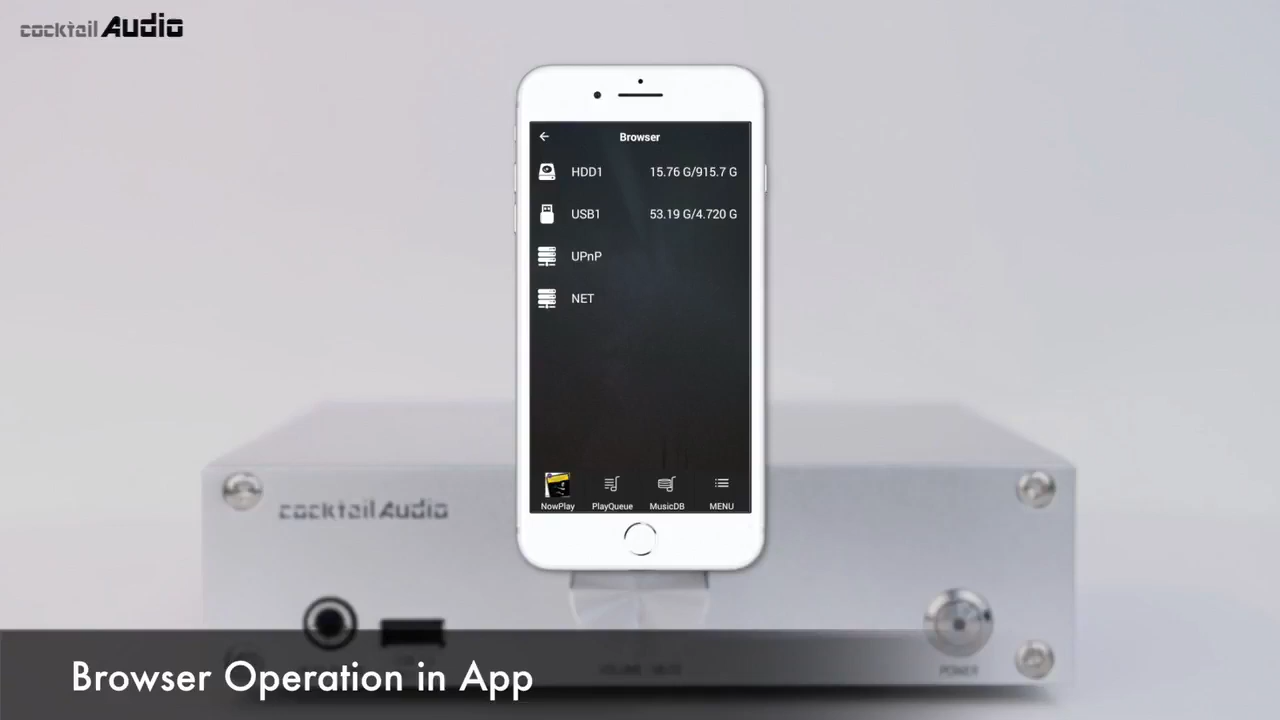 cocktail Audio
Browser
HDD1 15.76 G/915.7 G
USB1 53.19 G/4.720 G
UPnP
NET
NowPlay PlayQueue MusicDB MENU
cocktail Audio
POWER
Browser Operation in App